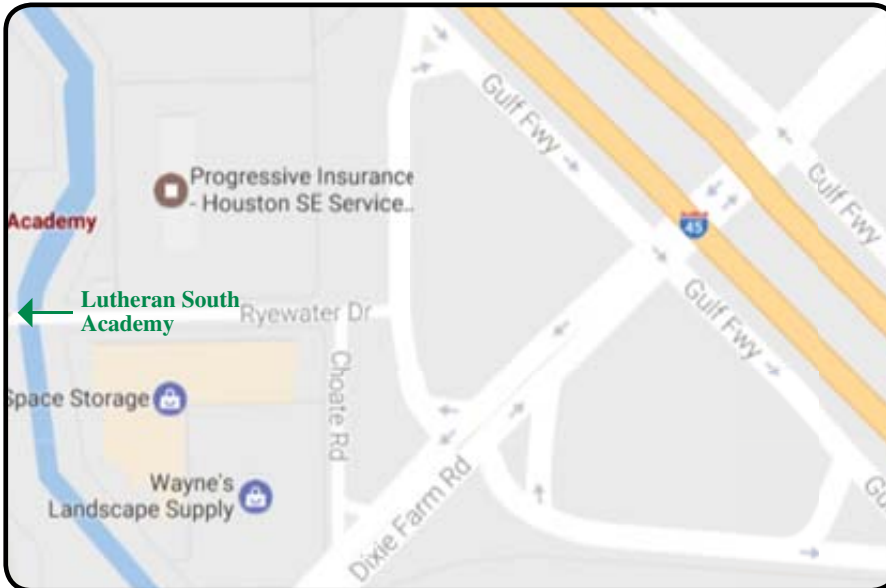 Gulf Fwy
Progressive Insurance
- Houston SE Service..
Gulf Fwy
Academy
45
Lutheran South
Academy
Ryewater Dr
Gulf Fwy
Choate Rd
Space Storage
Wayne's
Landscape Supply
Dixie Farm Rd
Gu